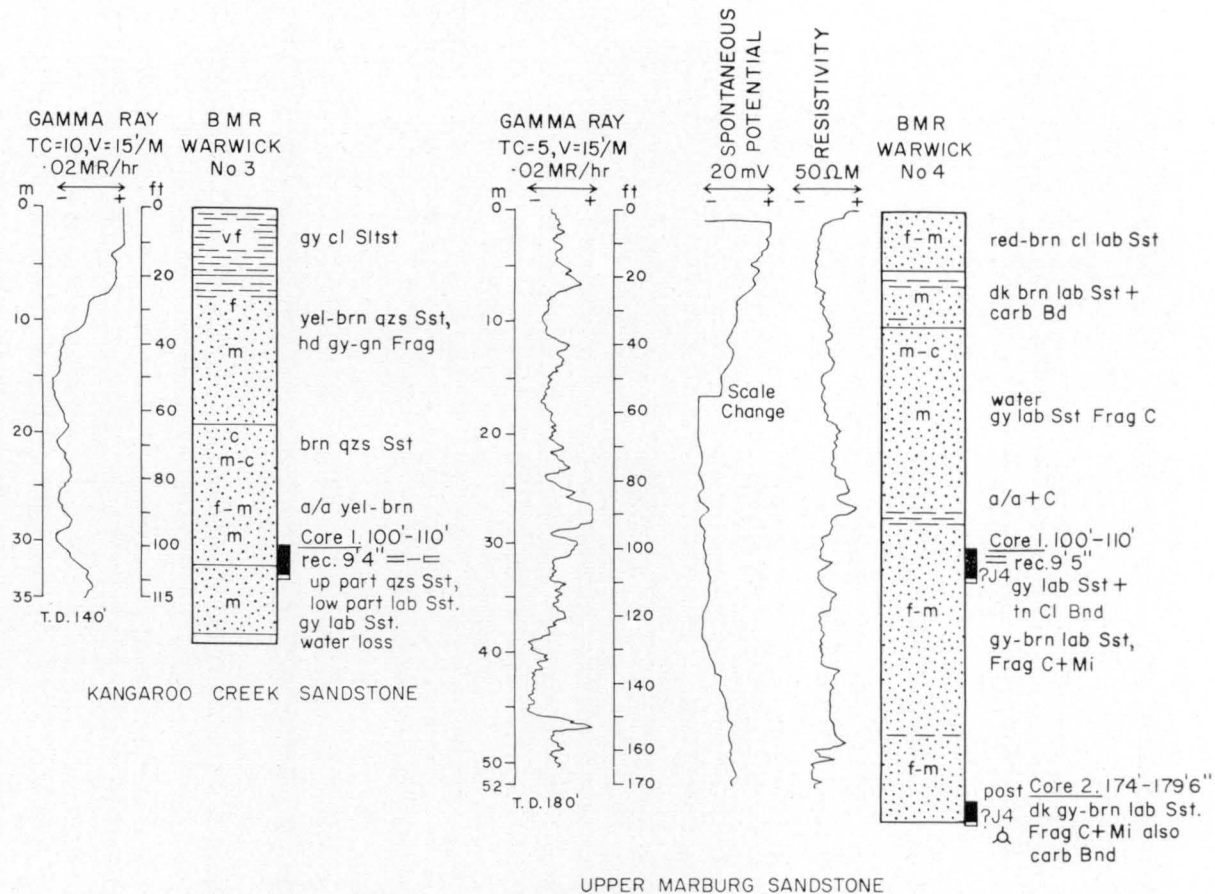 GAMMA RAY
TC=10,V=15'/M
·02MR/hr
m
ft
-
+
0
10
20
30
35
0
20
40
60
80
100
115
T.D.140'
BMR
WARWICK
No 3
vf
f
m
c
m-c
f-m
m
m
gy cl Sltst
yel-brn qzs Sst,
hd gy-gn Frag
brn qzs Sst
a/a yel-brn
Core 1. 100'-110'
rec. 9'4"
up part qzs Sst,
low part lab Sst.
gy lab Sst.
water loss
KANGAROO CREEK SANDSTONE
GAMMA RAY
TC=5,V=15'/M
·02MR/hr
m
ft
-
+
0
10
20
30
40
50
52
0
20
40
60
80
100
120
140
160
170
T.D.180'
SPONTANEOUS
POTENTIAL
20 mV
-
+
Scale
Change
RESISTIVITY
50ΩM
-
+
BMR
WARWICK
No 4
f-m
m
m-c
m
f-m
f-m
red-brn cl lab Sst
dk brn lab Sst +
carb Bd
water
gy lab Sst Frag C
a/a + C
Core 1. 100'-110'
rec. 9'5"
?J4
gy lab Sst +
tn Cl Bnd
gy-brn lab Sst,
Frag C+Mi
post Core 2. 174'-179'6"
?J4 dk gy-brn lab Sst.
Frag C+Mi also
carb Bnd
UPPER MARBURG SANDSTONE